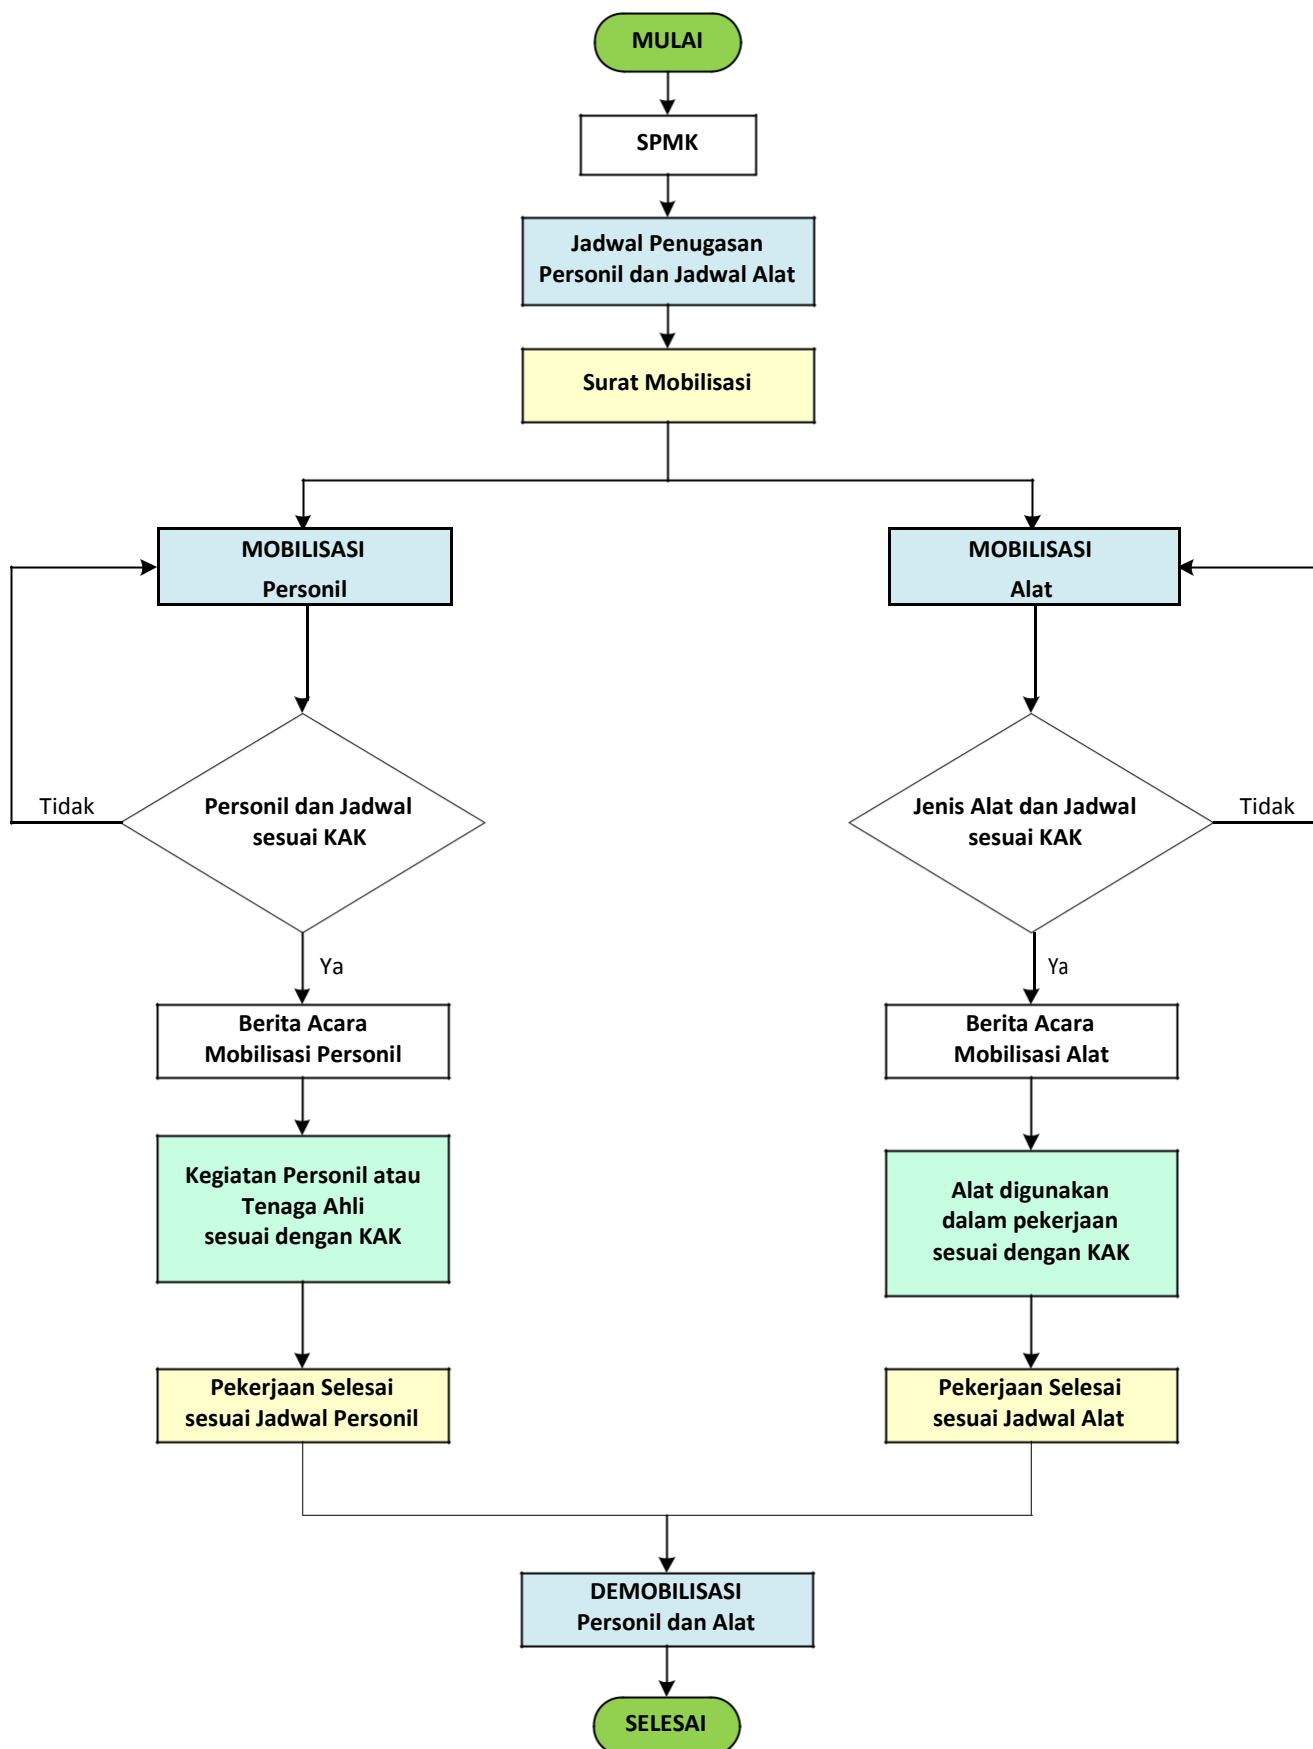 MULAI
SPMK
Jadwal Penugasan
Personil dan Jadwal Alat
Surat Mobilisasi
MOBILISASI
Personil
MOBILISASI
Alat
Tidak
Personil dan Jadwal
sesuai KAK
Jenis Alat dan Jadwal
sesuai KAK
Tidak
Ya
Ya
Berita Acara
Mobilisasi Personil
Berita Acara
Mobilisasi Alat
Kegiatan Personil atau
Tenaga Ahli
sesuai dengan KAK
Alat digunakan
dalam pekerjaan
sesuai dengan KAK
Pekerjaan Selesai
sesuai Jadwal Personil
Pekerjaan Selesai
sesuai Jadwal Alat
DEMOBILISASI
Personil dan Alat
SELESAI